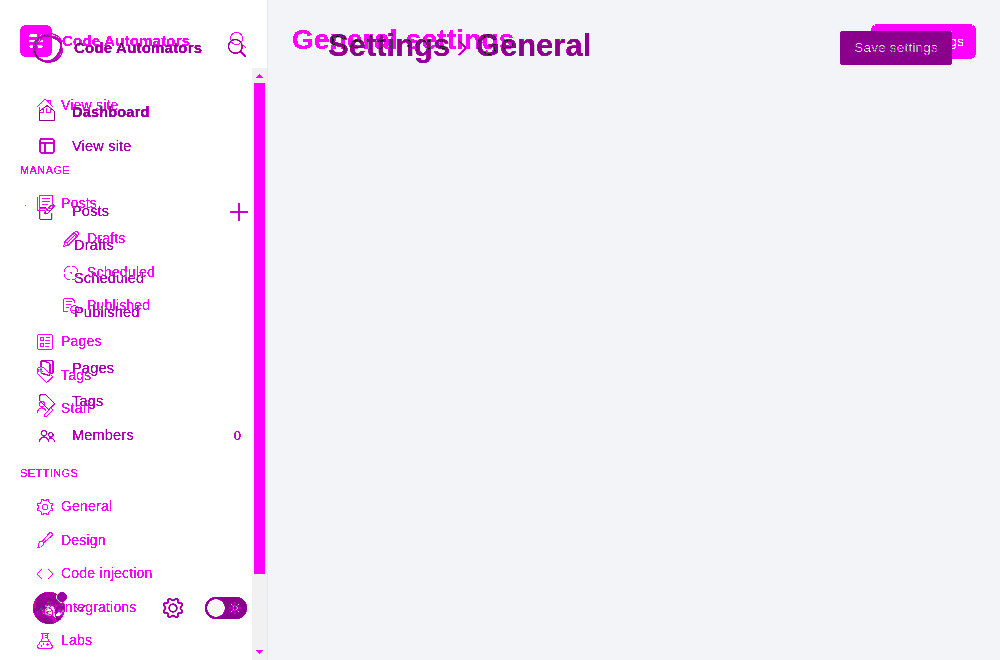 Code Automators
Code Automators
General settings
Settings › General
Save settings
View site
Dashboard
View site
MANAGE
Posts
Posts
Drafts
Drafts
Scheduled
Scheduled
Published
Published
Pages
Pages
Tags
Tags
Staff
Members 0
SETTINGS
General
Design
Code injection
Integrations
Labs